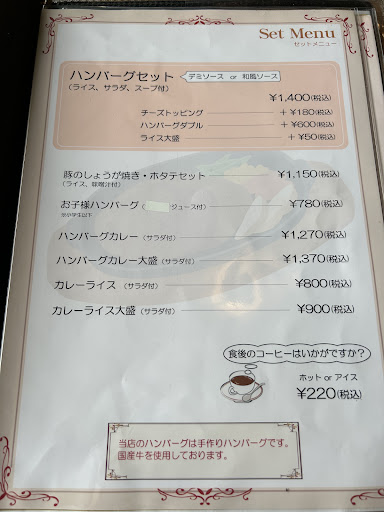 Set Menu
セットメニュー
ハンバーグセット デミソース or 和風ソース
(ライス、サラダ、スープ付)
¥1,400(税込)
チーズトッピング + ¥180(税込)
ハンバーグダブル + ¥600(税込)
ライス大盛 + ¥50(税込)
豚のしょうが焼き・ホタテセット ¥1,150(税込)
(ライス、味噌汁付)
お子様ハンバーグ ( ジュース付) ¥780(税込)
※小学生以下
ハンバーグカレー (サラダ付) ¥1,270(税込)
ハンバーグカレー大盛 (サラダ付) ¥1,370(税込)
カレーライス (サラダ付) ¥800(税込)
カレーライス大盛 (サラダ付) ¥900(税込)
食後のコーヒーはいかがですか?
ホット or アイス
¥220(税込)
当店のハンバーグは手作りハンバーグです。
国産牛を使用しております。